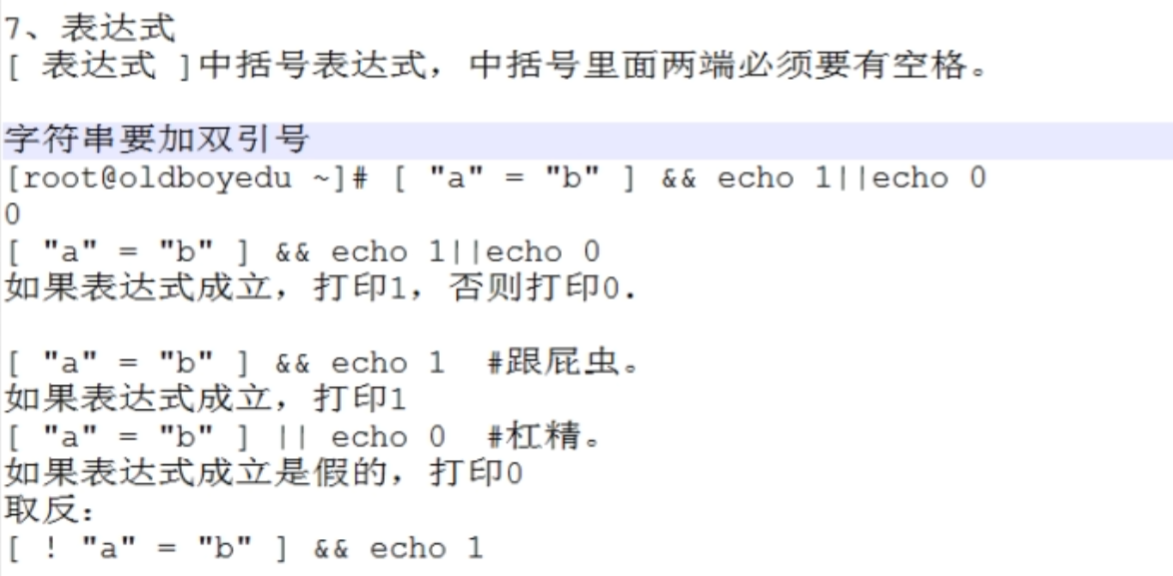 7、表达式
[ 表达式 ]中括号表达式，中括号里面两端必须要有空格。
字符串要加双引号
[root@oldboyedu ~]# [ "a" = "b" ] && echo 1||echo 0
0
[ "a" = "b" ] && echo 1||echo 0
如果表达式成立，打印1，否则打印0.
[ "a" = "b" ] && echo 1  #跟屁虫。
如果表达式成立，打印1
[ "a" = "b" ] || echo 0  #杠精。
如果表达式成立是假的，打印0
取反：
[ ! "a" = "b" ] && echo 1